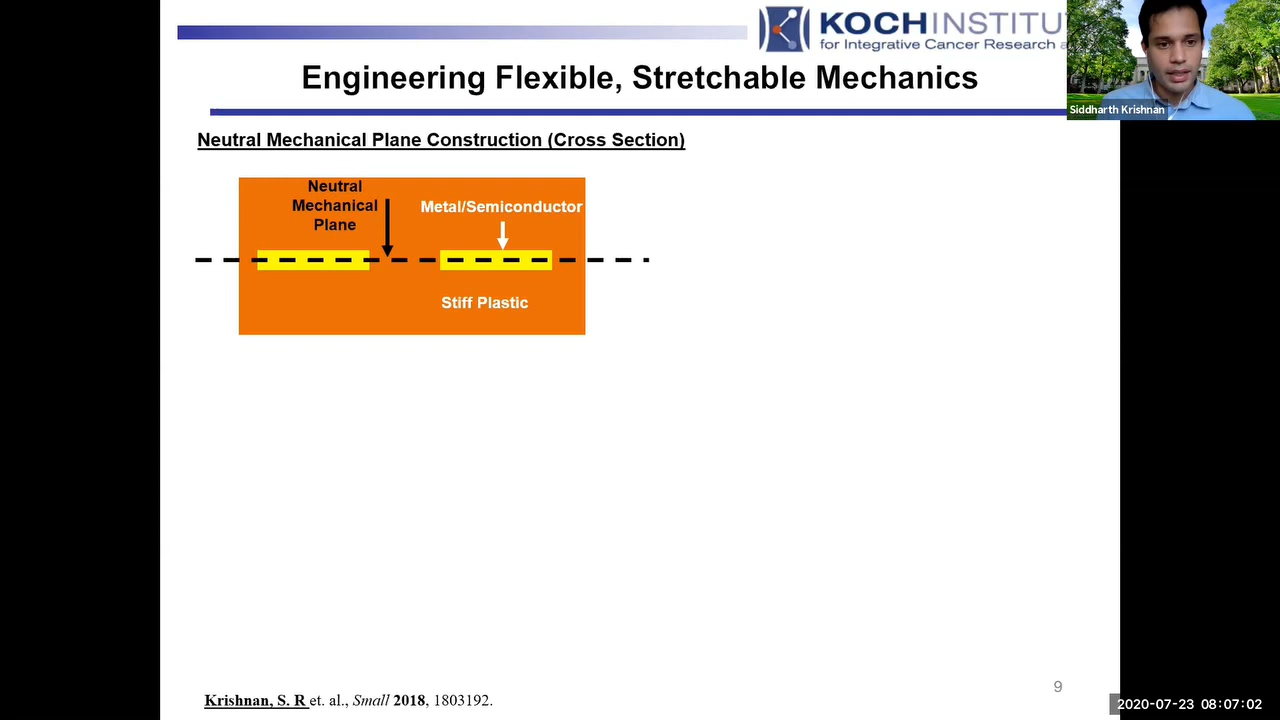 KOCH INSTITU
for Integrative Cancer Research
Engineering Flexible, Stretchable Mechanics
Siddharth Krishnan
Neutral Mechanical Plane Construction (Cross Section)
Neutral
Mechanical
Plane
Metal/Semiconductor
Stiff Plastic
Krishnan, S. R et. al., Small 2018, 1803192.
9
2020-07-23 08:07:02